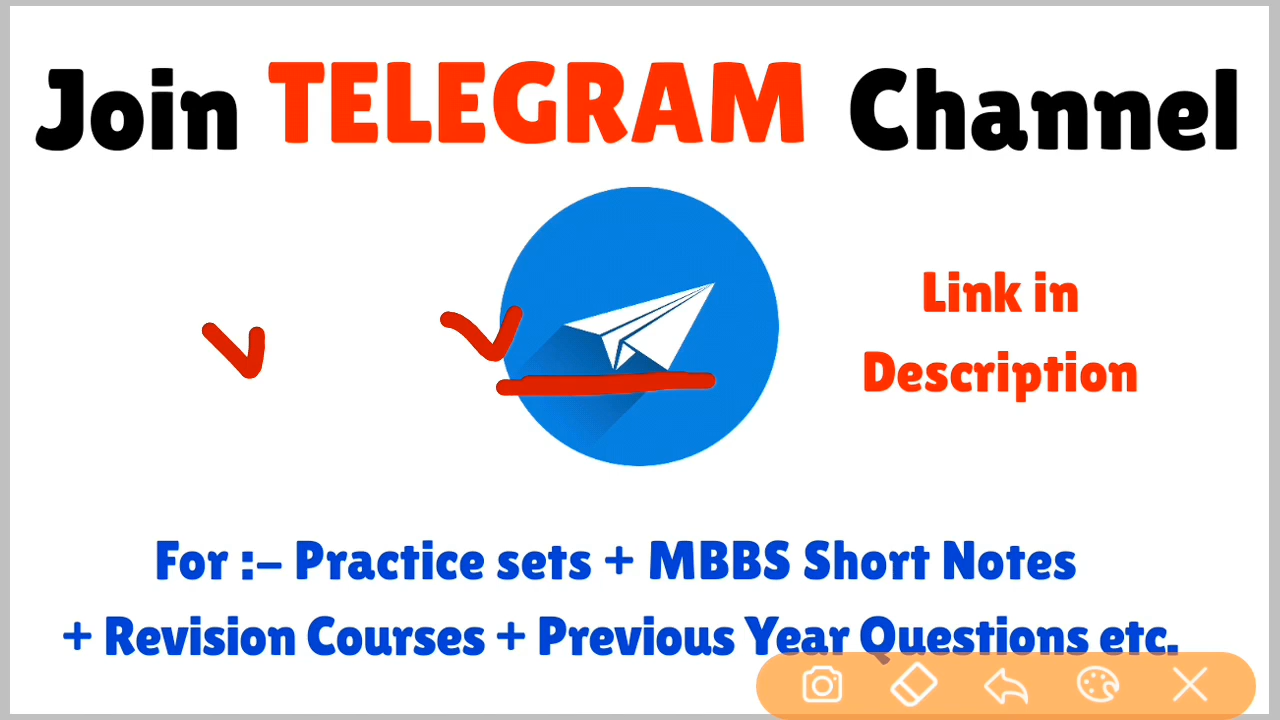 Join TELEGRAM Channel
Link in
Description
For :- Practice sets + MBBS Short Notes
+ Revision Courses + Previous Year Questions etc.